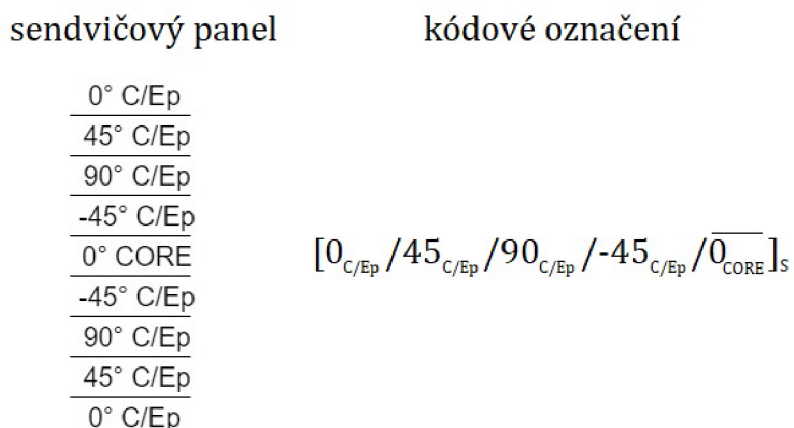 sendvičový panel
kódové označení
0° C/Ep
45° C/Ep
90° C/Ep
-45° C/Ep
0° CORE
-45° C/Ep
90° C/Ep
45° C/Ep
0° C/Ep
[0C/Ep/45C/Ep/90C/Ep/-45C/Ep/0CORE]S